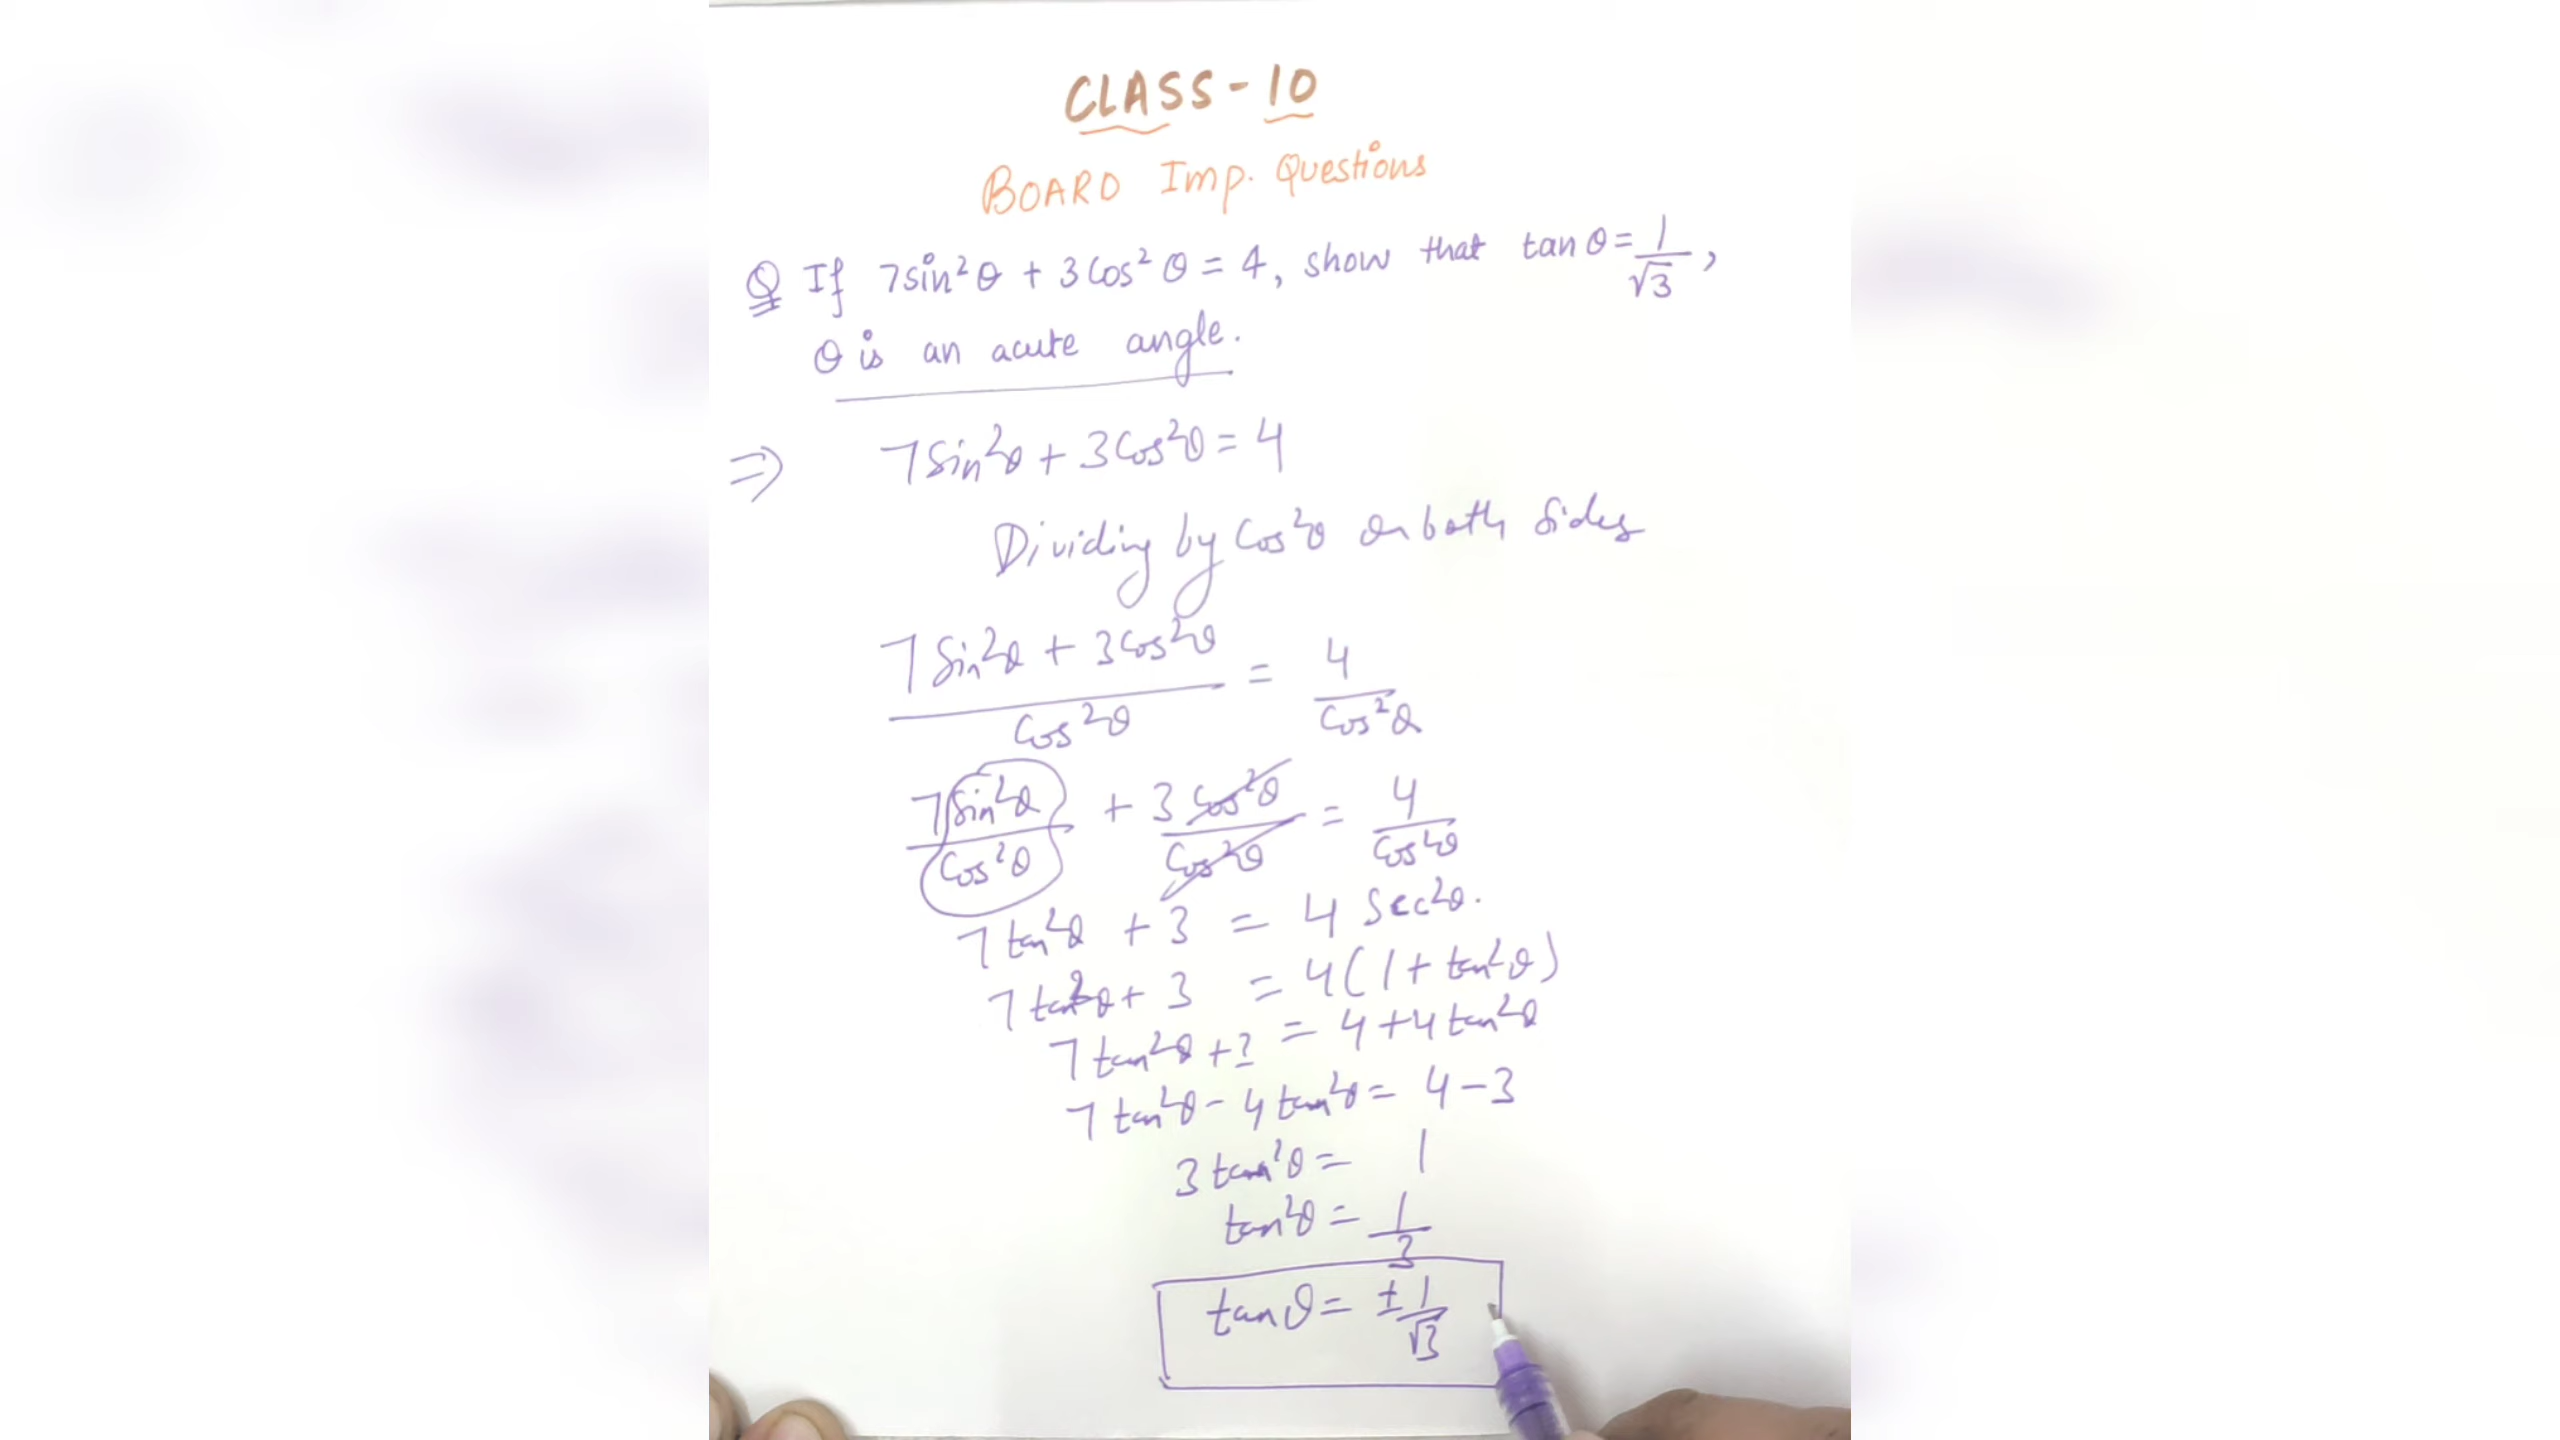 CLASS-10
BOARD Imp. Questions
Q If 7sin²θ + 3cos²θ = 4, show that tanθ = 1/√3,
θ is an acute angle.
⇒ 7sin²θ + 3cos²θ = 4
Dividing by cos²θ on both sides
(7sin²θ + 3cos²θ)/cos²θ = 4/cos²θ
7sin²θ/cos²θ + 3cos²θ/cos²θ = 4/cos²θ
7tan²θ + 3 = 4 sec²θ.
7tan²θ + 3 = 4(1 + tan²θ)
7tan²θ + 3 = 4 + 4tan²θ
7tan²θ - 4tan²θ = 4 - 3
3tan²θ = 1
tan²θ = 1/3
tanθ = ± 1/√3